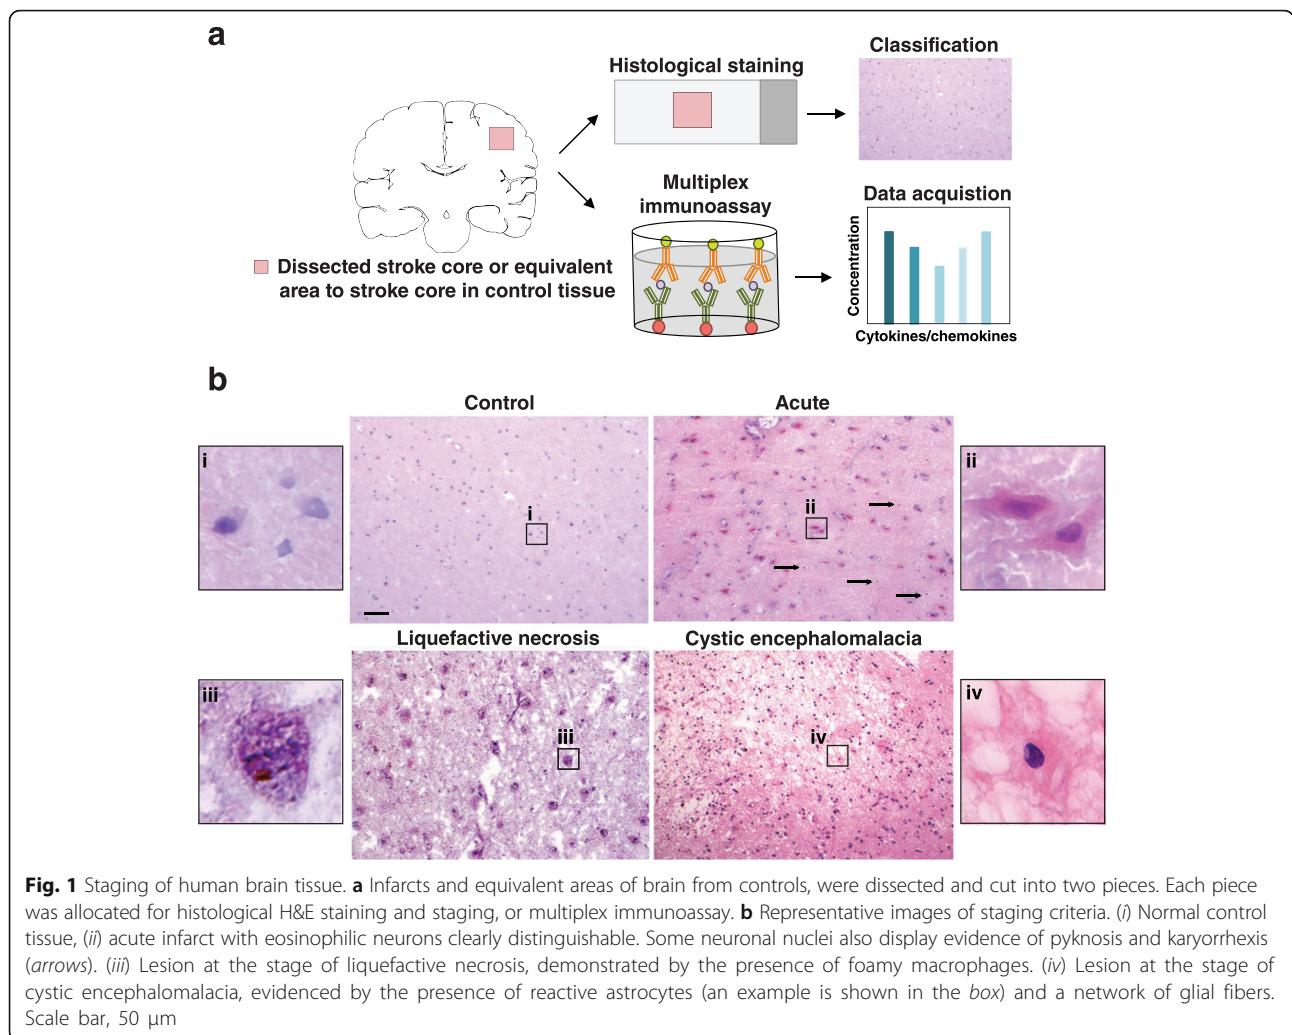 a
Classification
Histological staining
Multiplex
immunoassay
Data acquistion
Concentration
Cytokines/chemokines
Dissected stroke core or equivalent
area to stroke core in control tissue
b
Control
Acute
i
i
ii
ii
Liquefactive necrosis
Cystic encephalomalacia
iii
iii
iv
iv
Fig. 1 Staging of human brain tissue. a Infarcts and equivalent areas of brain from controls, were dissected and cut into two pieces. Each piece
was allocated for histological H&E staining and staging, or multiplex immunoassay. b Representative images of staging criteria. (i) Normal control
tissue, (ii) acute infarct with eosinophilic neurons clearly distinguishable. Some neuronal nuclei also display evidence of pyknosis and karyorrhexis
(arrows). (iii) Lesion at the stage of liquefactive necrosis, demonstrated by the presence of foamy macrophages. (iv) Lesion at the stage of
cystic encephalomalacia, evidenced by the presence of reactive astrocytes (an example is shown in the box) and a network of glial fibers.
Scale bar, 50 μm